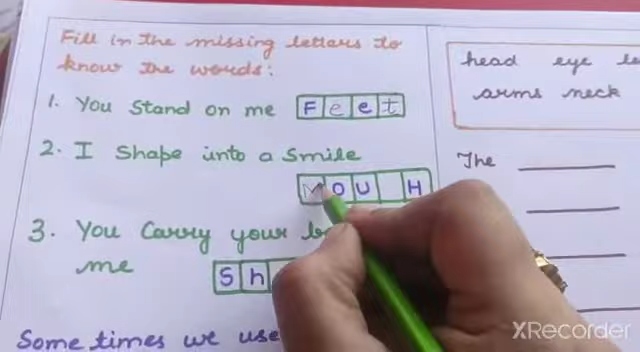 Fill in the missing letters to
know the words:
1. You Stand on me Feet
2. I Shape into a Smile
MOU H
3. You Carry your
me Sh
Some times we use
head eye
arms neck
The
XRecorder